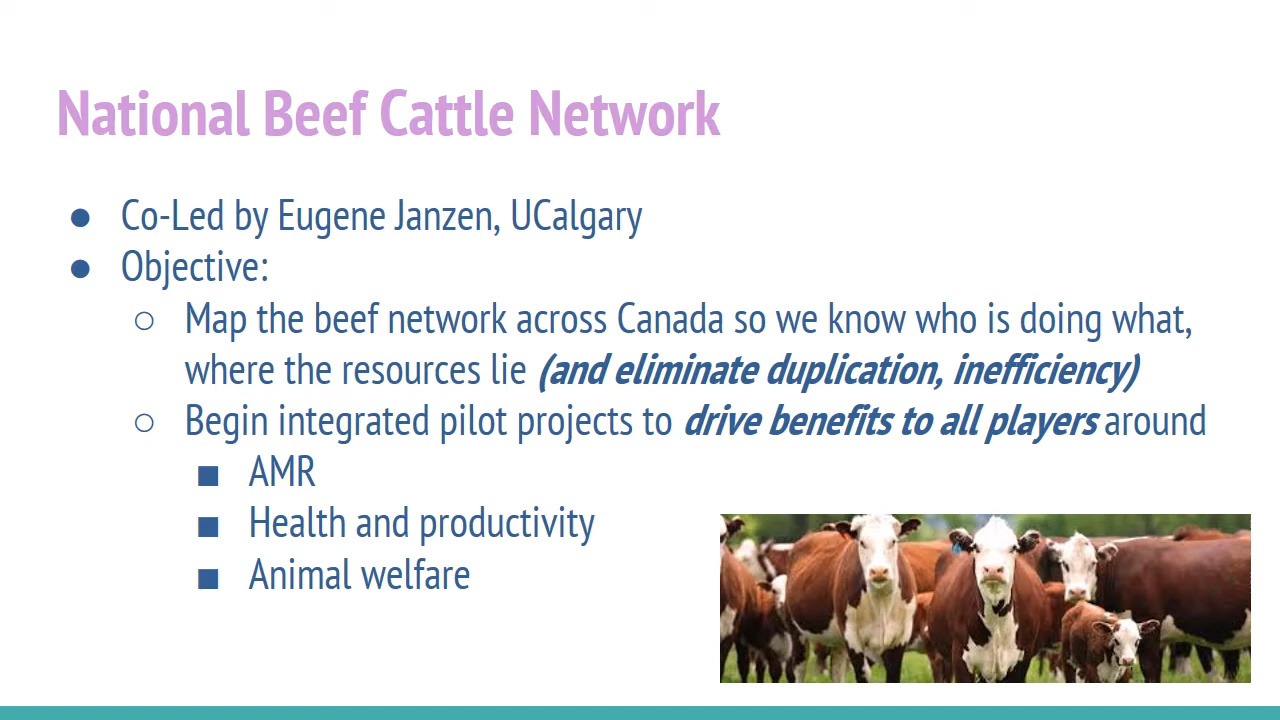 National Beef Cattle Network
● Co-Led by Eugene Janzen, UCalgary
● Objective:
○ Map the beef network across Canada so we know who is doing what,
where the resources lie (and eliminate duplication, inefficiency)
○ Begin integrated pilot projects to drive benefits to all players around
■ AMR
■ Health and productivity
■ Animal welfare